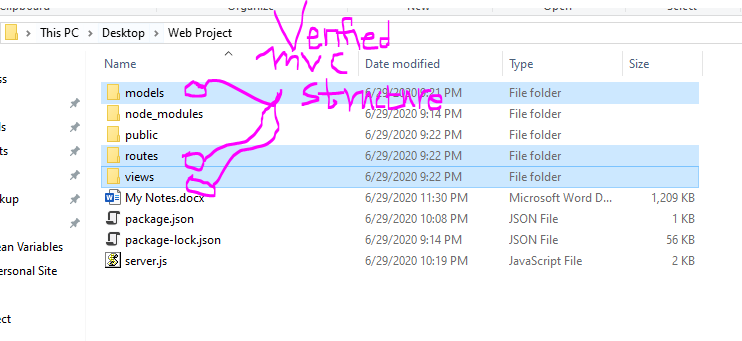 Clipboard Organize New Open Select
This PC > Desktop > Web Project
Verified
mvc
structure
Name Date modified Type Size
models 6/29/2020 9:21 PM File folder
node_modules 6/29/2020 9:14 PM File folder
public 6/29/2020 9:22 PM File folder
routes 6/29/2020 9:22 PM File folder
views 6/29/2020 9:22 PM File folder
My Notes.docx 6/29/2020 11:30 PM Microsoft Word D... 1,209 KB
package.json 6/29/2020 10:08 PM JSON File 1 KB
package-lock.json 6/29/2020 9:14 PM JSON File 56 KB
server.js 6/29/2020 10:19 PM JavaScript File 2 KB
ean Variables
ersonal Site